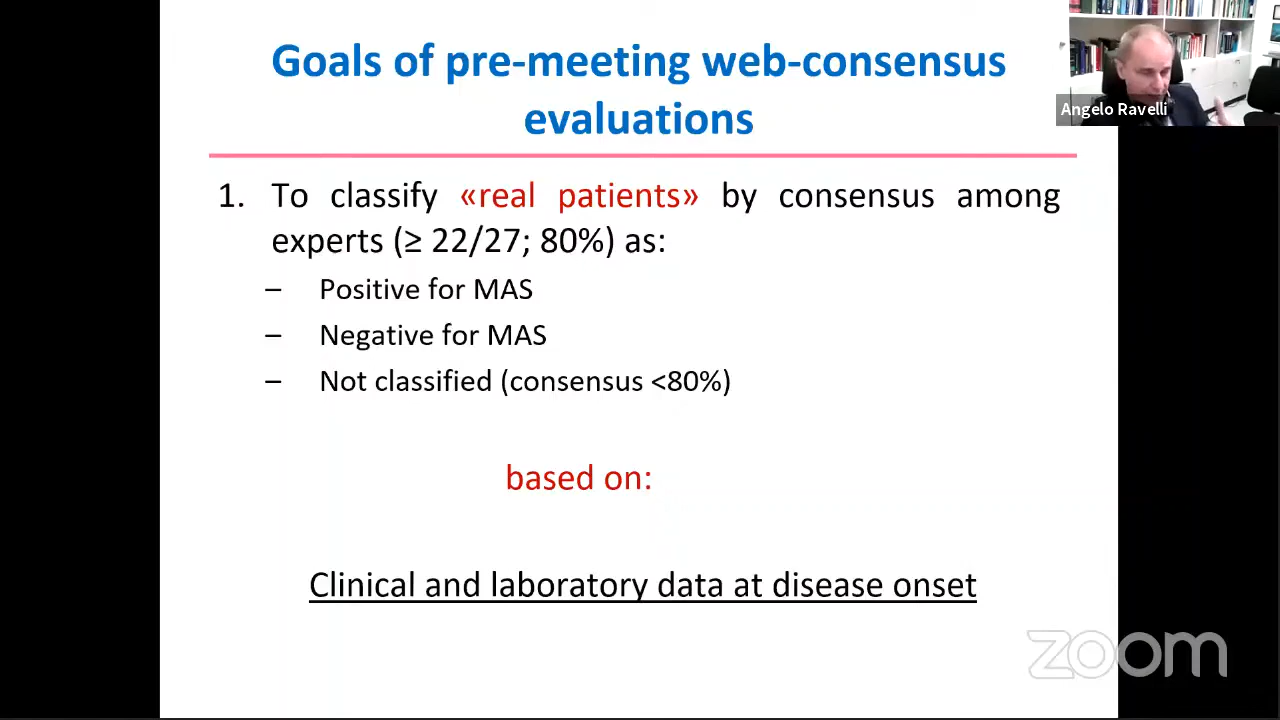 Goals of pre-meeting web-consensus
evaluations
Angelo Ravelli
1. To classify «real patients» by consensus among
experts (≥ 22/27; 80%) as:
– Positive for MAS
– Negative for MAS
– Not classified (consensus <80%)
based on:
Clinical and laboratory data at disease onset
zoom